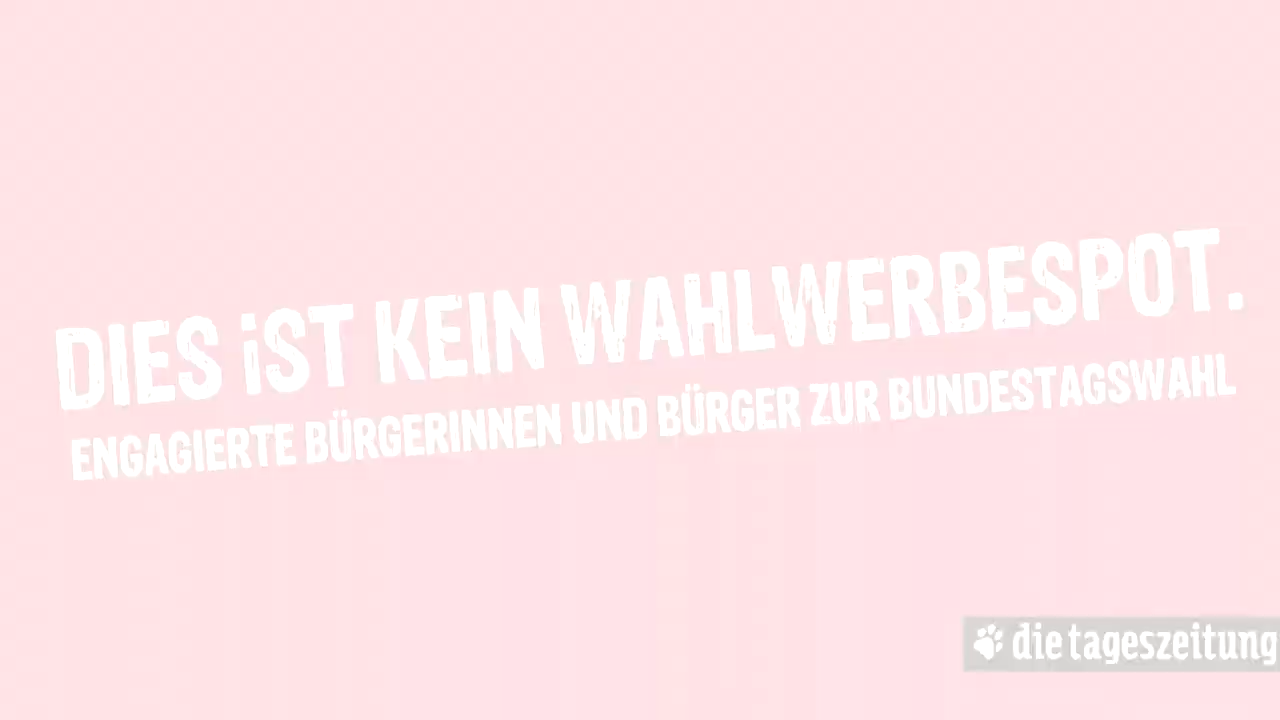 DIES iST KEIN WAHLWERBESPOT.
ENGAGIERTE BÜRGERINNEN UND BÜRGER ZUR BUNDESTAGSWAHL
die tageszeitung